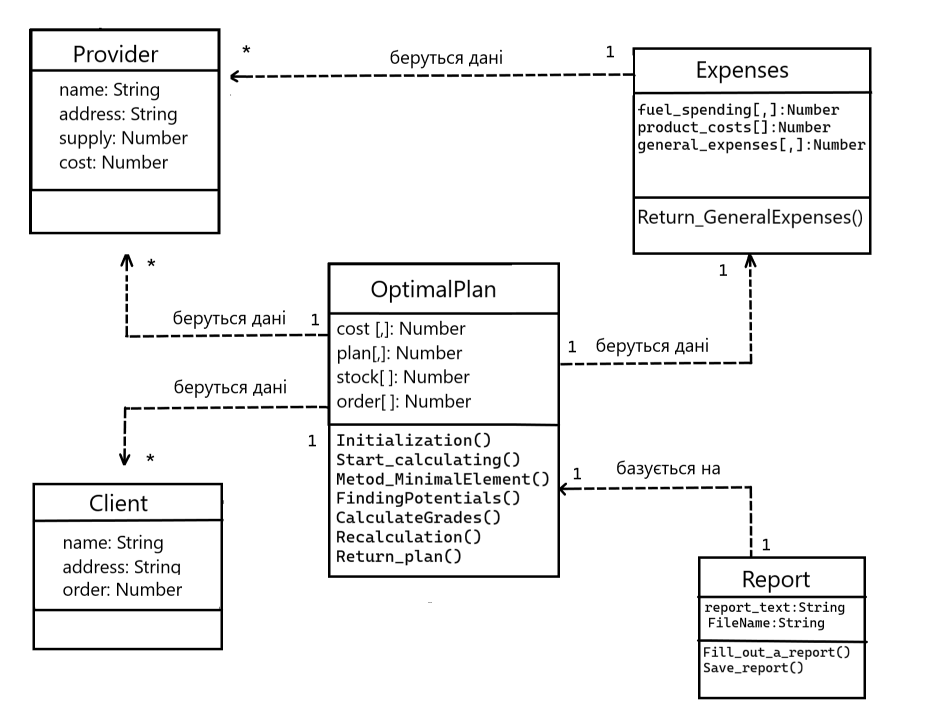 Provider
name: String
address: String
supply: Number
cost: Number
*
беруться дані
1
Expenses
fuel_spending[,]:Number
product_costs[]:Number
general_expenses[,]:Number
Return_GeneralExpenses()
*
беруться дані
1
OptimalPlan
cost [,]: Number
plan[,]: Number
stock[ ]: Number
order[ ]: Number
Initialization()
Start_calculating()
Metod_MinimalElement()
FindingPotentials()
CalculateGrades()
Recalculation()
Return_plan()
1
1
беруться дані
беруться дані
1
*
Client
name: String
address: String
order: Number
1
базується на
1
Report
report_text:String
FileName:String
Fill_out_a_report()
Save_report()